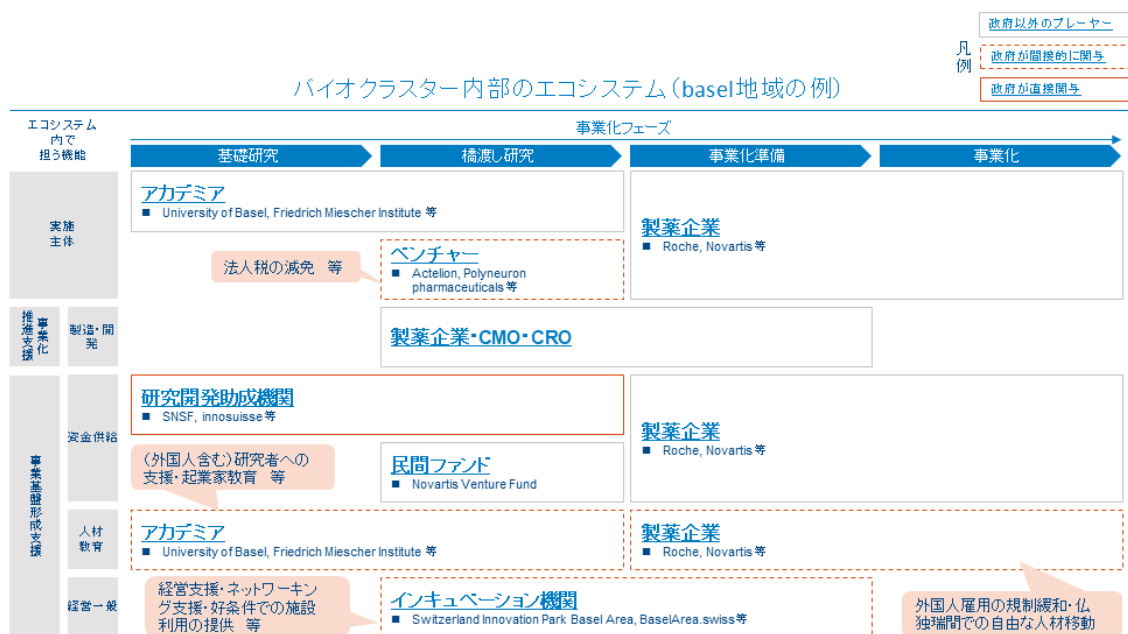 政府以外のプレーヤー
凡
例
政府が間接的に関与
政府が直接関与
バイオクラスター内部のエコシステム（basel地域の例）
エコシステム
内で
担う機能
事業化フェーズ
基礎研究
橋渡し研究
事業化準備
事業化
実施
主体
アカデミア
■ University of Basel, Friedrich Miescher Institute 等
製薬企業
■ Roche, Novartis 等
法人税の減免　等
ベンチャー
■ Actelion, Polyneuron
pharmaceuticals 等
事業化
推進支援
製造・開
発
製薬企業・CMO・CRO
事業基盤形成支援
資金供給
研究開発助成機関
■ SNSF, innosuisse 等
製薬企業
■ Roche, Novartis 等
（外国人含む）研究者への
支援・起業家教育　等
民間ファンド
■ Novartis Venture Fund
人材
教育
アカデミア
■ University of Basel, Friedrich Miescher Institute 等
製薬企業
■ Roche, Novartis 等
経営一般
経営支援・ネットワーキン
グ支援・好条件での施設
利用の提供　等
インキュベーション機関
■ Switzerland Innovation Park Basel Area, BaselArea.swiss等
外国人雇用の規制緩和・仏
独瑞間での自由な人材移動